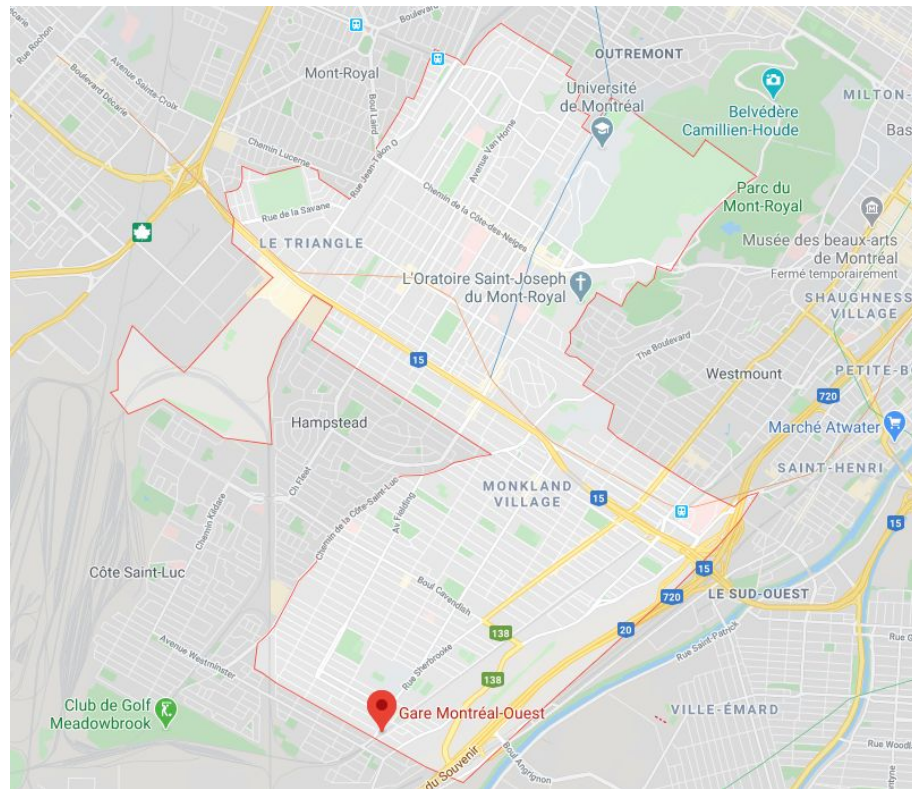 Boulevard
Décarie
Rue Rochon
Avenue Sainte-Croix
Boulevard Décarie
Mont-Royal
Boul Laird
OUTREMONT
Université
de Montréal
Belvédère
Camillien-Houde
MILTON-
Bas
Chemin Lucerne
Rue Jean-Talon O
Avenue Van Horne
Chemin de la Côte-des-Neiges
Parc du
Mont-Royal
Rue de la Savane
LE TRIANGLE
Musée des beaux-arts
de Montréal
Fermé temporairement
L'Oratoire Saint-Joseph
du Mont-Royal
SHAUGHNESS
VILLAGE
The Boulevard
15
Westmount
PETITE-B
720
Hampstead
Marché Atwater
Ch Fleet
SAINT-HENRI
MONKLAND
VILLAGE
15
Av Fielding
Chemin de la Côte-Saint-Luc
Chemin Kildare
15
15
Côte Saint-Luc
Boul Cavendish
720
LE SUD-OUEST
20
138
Rue Saint-Patrick
Avenue Westminster
Rue Sherbrooke
138
Club de Golf
Meadowbrook
Gare Montréal-Ouest
VILLE-ÉMARD
Boul Angrignon
du Souvenir